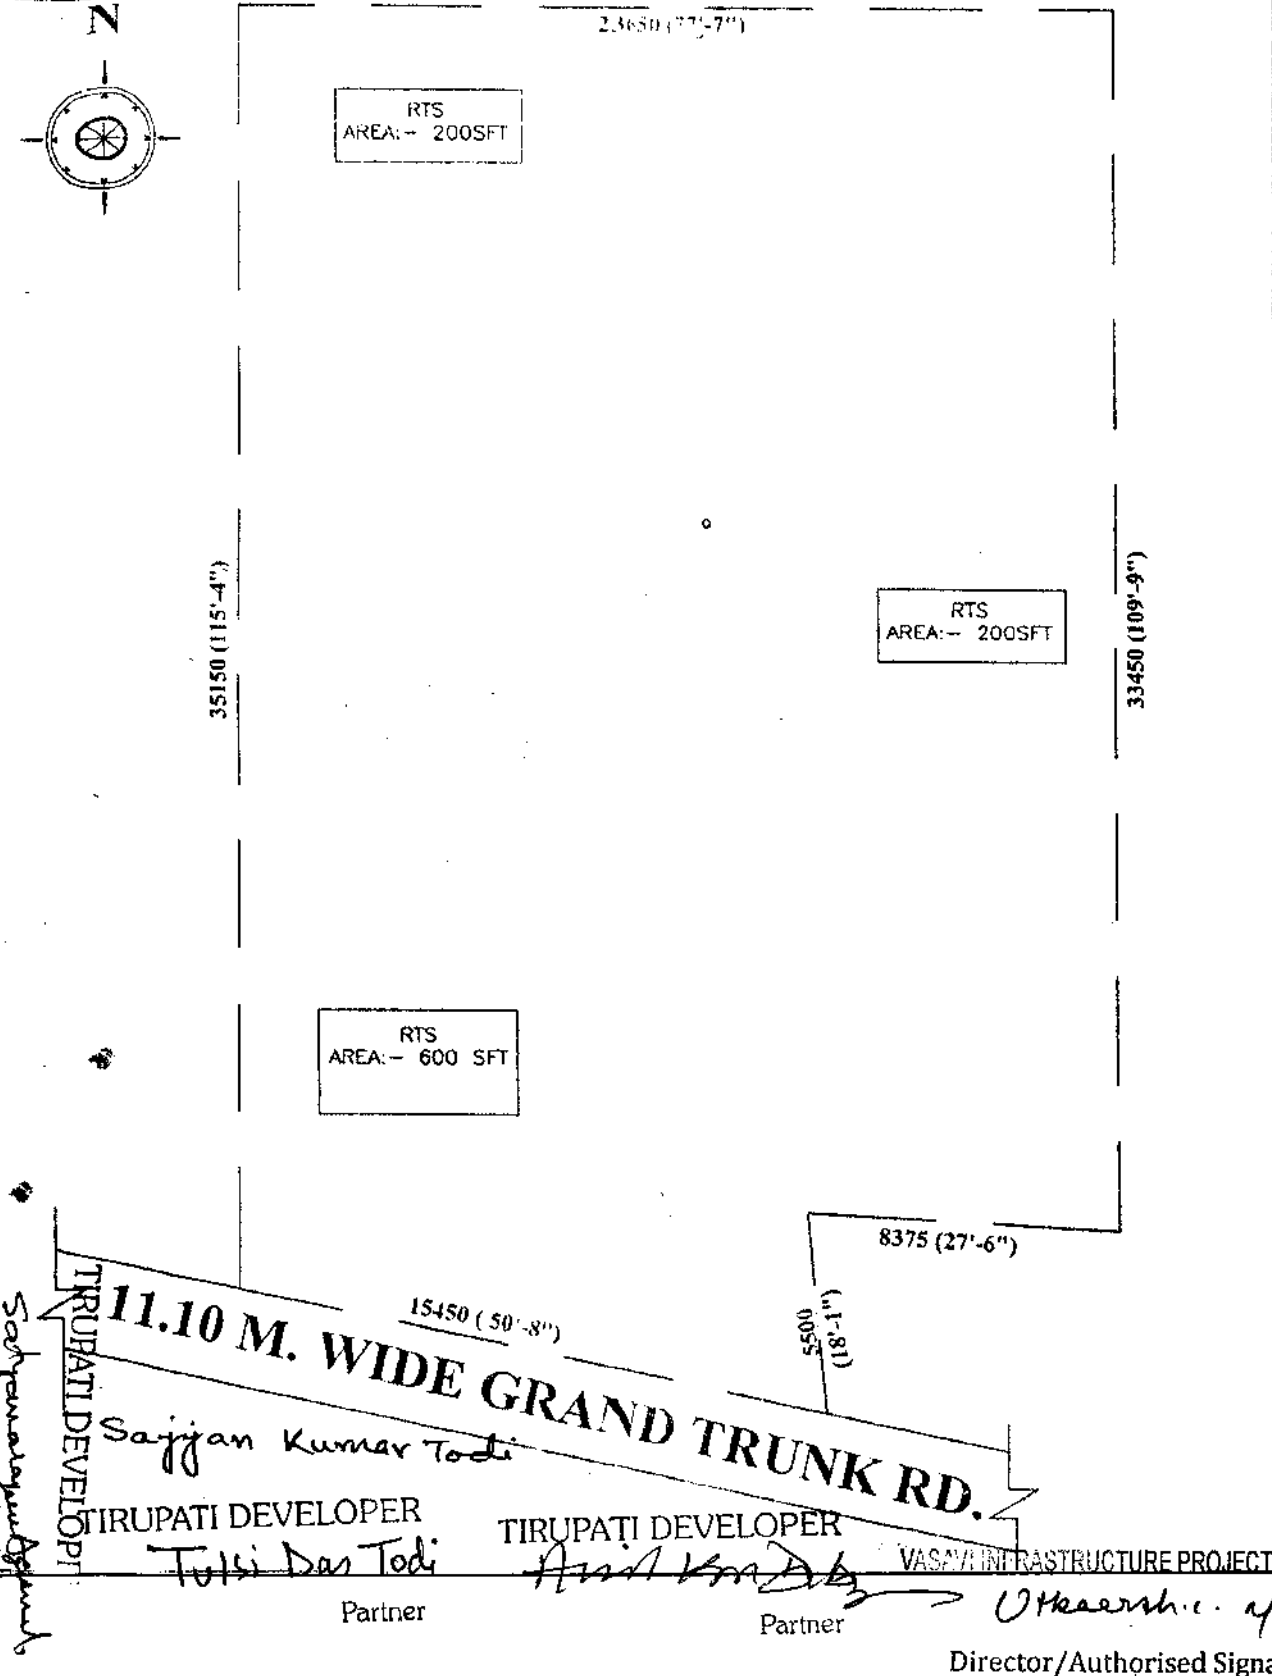 N
23650 (77'-7")
RTS
AREA:- 200SFT
35150 (115'-4")
RTS
AREA:- 200SFT
33450 (109'-9")
RTS
AREA:- 600 SFT
8375 (27'-6")
5500
(18'-1")
15450 ( 50'-8")
11.10 M. WIDE GRAND TRUNK RD.
TIRUPATI DEVELOP
Sajjan Kumar Todi
TIRUPATI DEVELOPER
Tulsi Das Todi
Partner
TIRUPATI DEVELOPER
Partner
VASAVI INFRASTRUCTURE PROJECT
Director/Authorised Signa